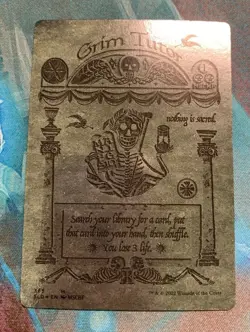 Grim Tutor
nothing is sacred.
Search your library for a card, put
that card into your hand, then shuffle.
You lose 3 life.